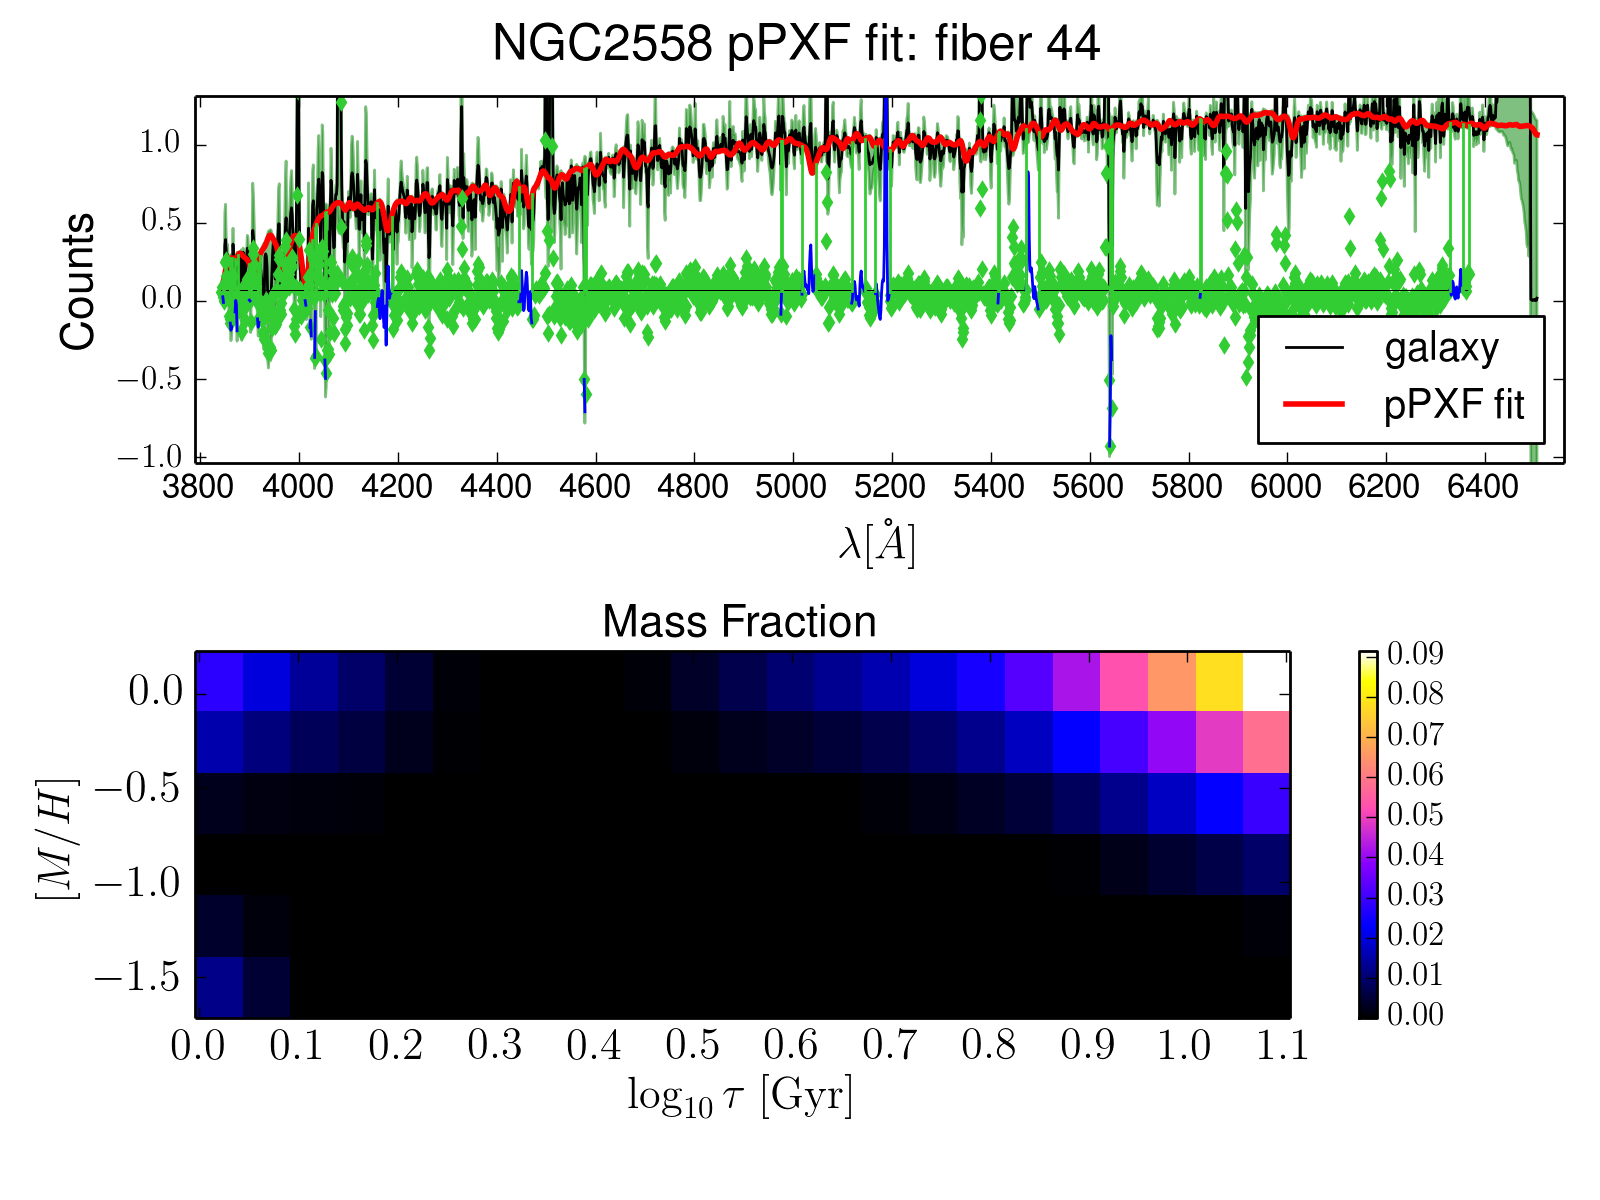 NGC2558 pPXF fit: fiber 44
Counts
1.0
0.5
0.0
−0.5
−1.0
galaxy
pPXF fit
3800 4000 4200 4400 4600 4800 5000 5200 5400 5600 5800 6000 6200 6400
λ[Å]
Mass Fraction
[M/H]
0.0
−0.5
−1.0
−1.5
0.0 0.1 0.2 0.3 0.4 0.5 0.6 0.7 0.8 0.9 1.0 1.1
log₁₀ τ [Gyr]
0.09
0.08
0.07
0.06
0.05
0.04
0.03
0.02
0.01
0.00